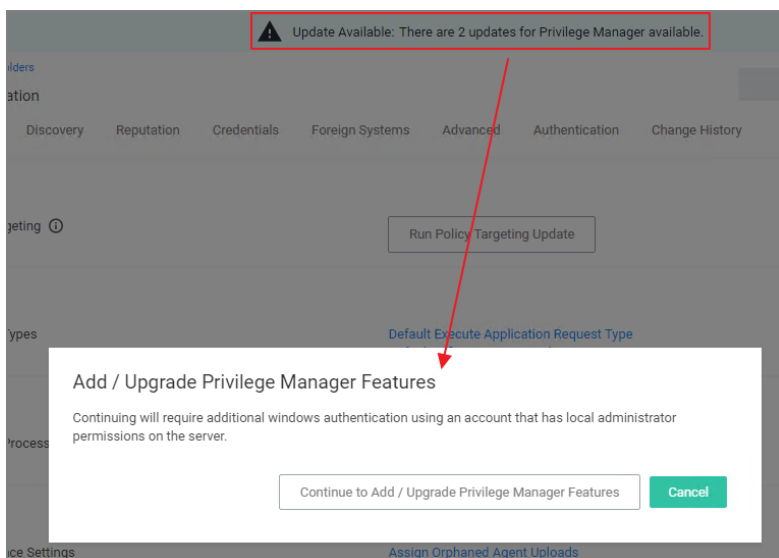 Update Available: There are 2 updates for Privilege Manager available.
olders
ation
Discovery Reputation Credentials Foreign Systems Advanced Authentication Change History
geting
Run Policy Targeting Update
Types
Default Execute Application Request Type
Add / Upgrade Privilege Manager Features
Continuing will require additional windows authentication using an account that has local administrator
permissions on the server.
Process
Continue to Add / Upgrade Privilege Manager Features Cancel
ce Settings
Assign Orphaned Agent Uploads